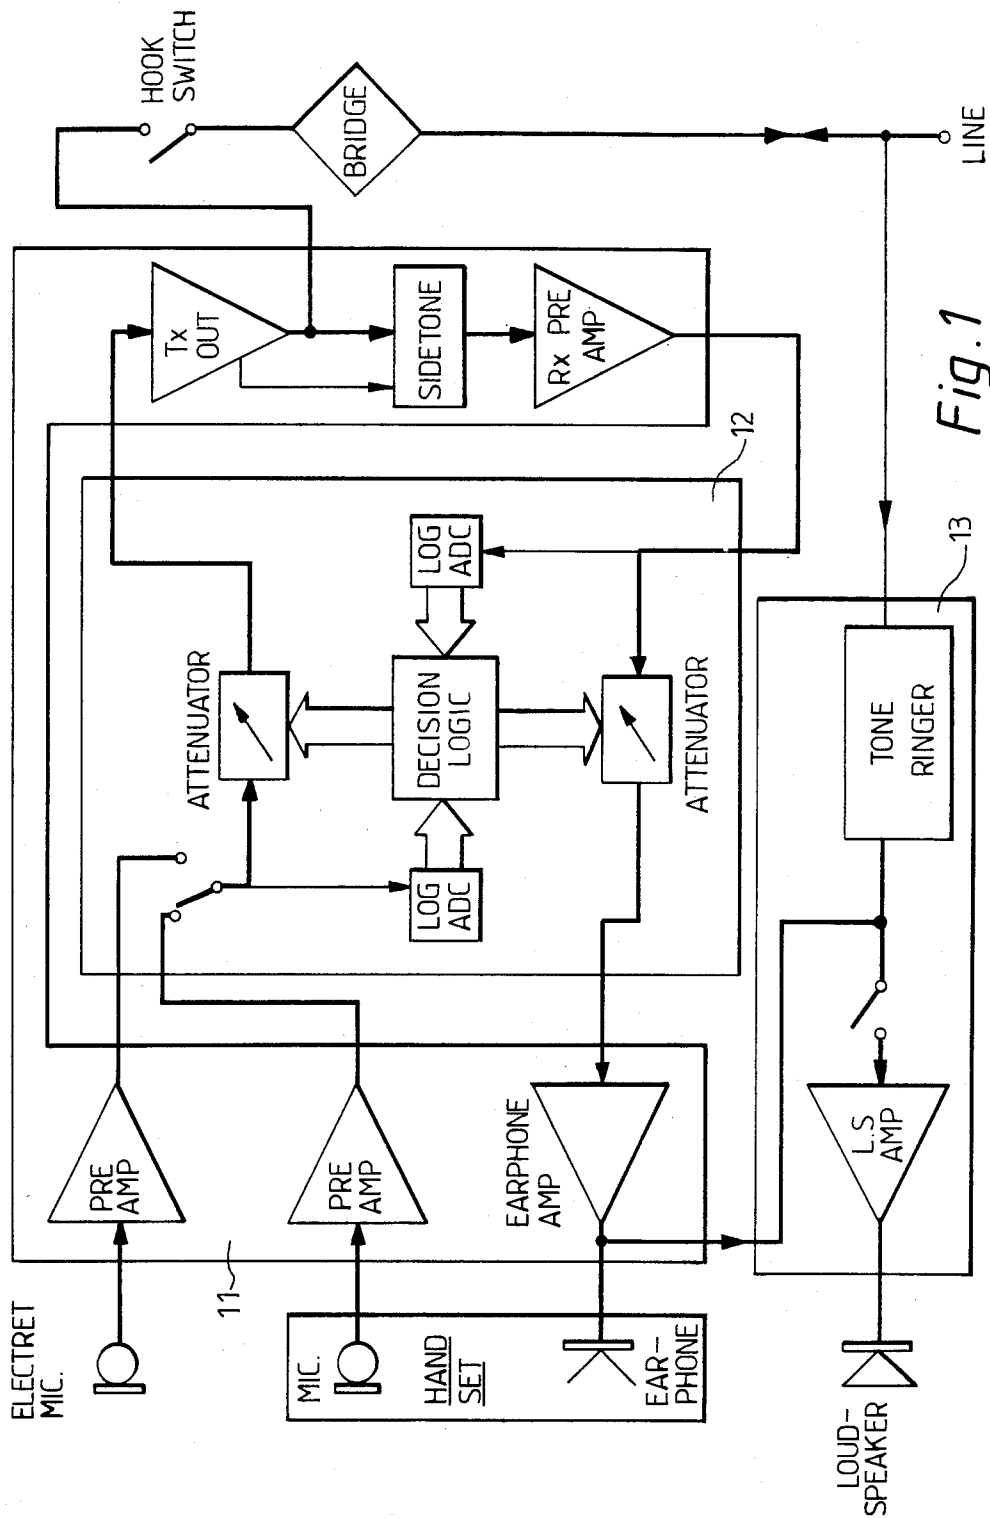 ELECTRET
MIC.
PRE
AMP
11
MIC.
HAND
SET
EAR-
PHONE
PRE
AMP
EARPHONE
AMP
LOUD-
SPEAKER
L.S
AMP
TONE
RINGER
13
ATTENUATOR
LOG
ADC
DECISION
LOGIC
LOG
ADC
ATTENUATOR
12
Tx
OUT
SIDETONE
Rx PRE
AMP
HOOK
SWITCH
BRIDGE
LINE
Fig. 1